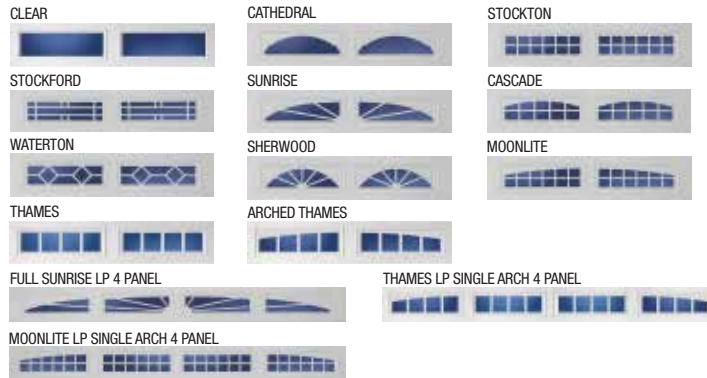 CLEAR
CATHEDRAL
STOCKTON
STOCKFORD
SUNRISE
CASCADE
WATERTON
SHERWOOD
MOONLITE
THAMES
ARCHED THAMES
FULL SUNRISE LP 4 PANEL
THAMES LP SINGLE ARCH 4 PANEL
MOONLITE LP SINGLE ARCH 4 PANEL